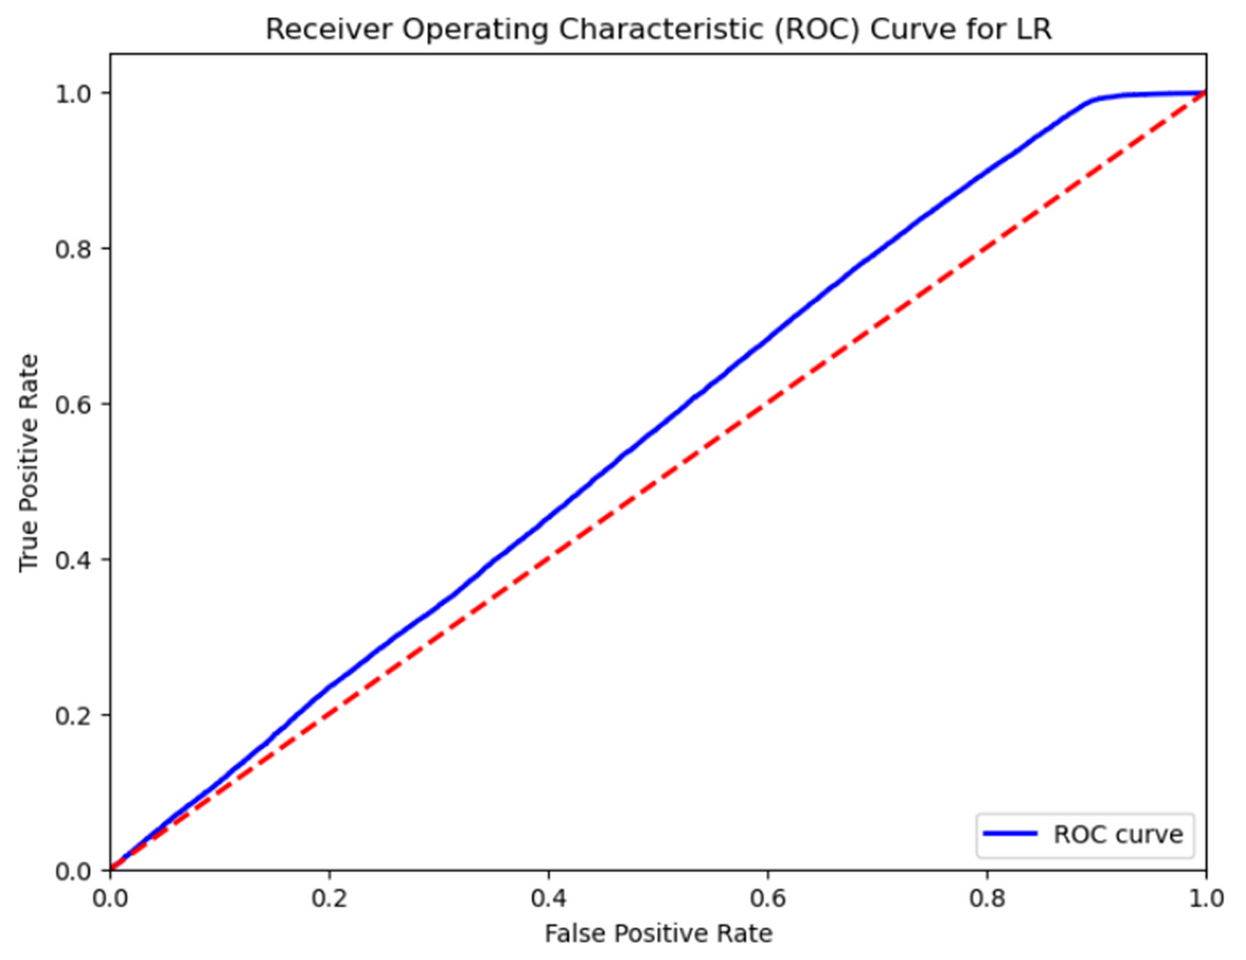 Receiver Operating Characteristic (ROC) Curve for LR
1.0
0.8
0.6
0.4
0.2
0.0
True Positive Rate
0.0 0.2 0.4 0.6 0.8 1.0
False Positive Rate
ROC curve